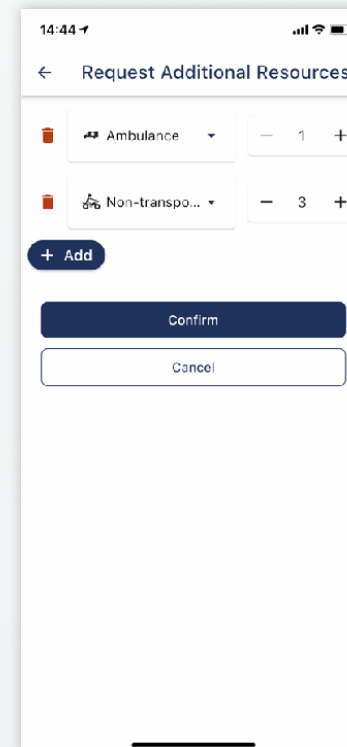 14:44
Request Additional Resources
Ambulance 1
Non-transpo... 3
+ Add
Confirm
Cancel